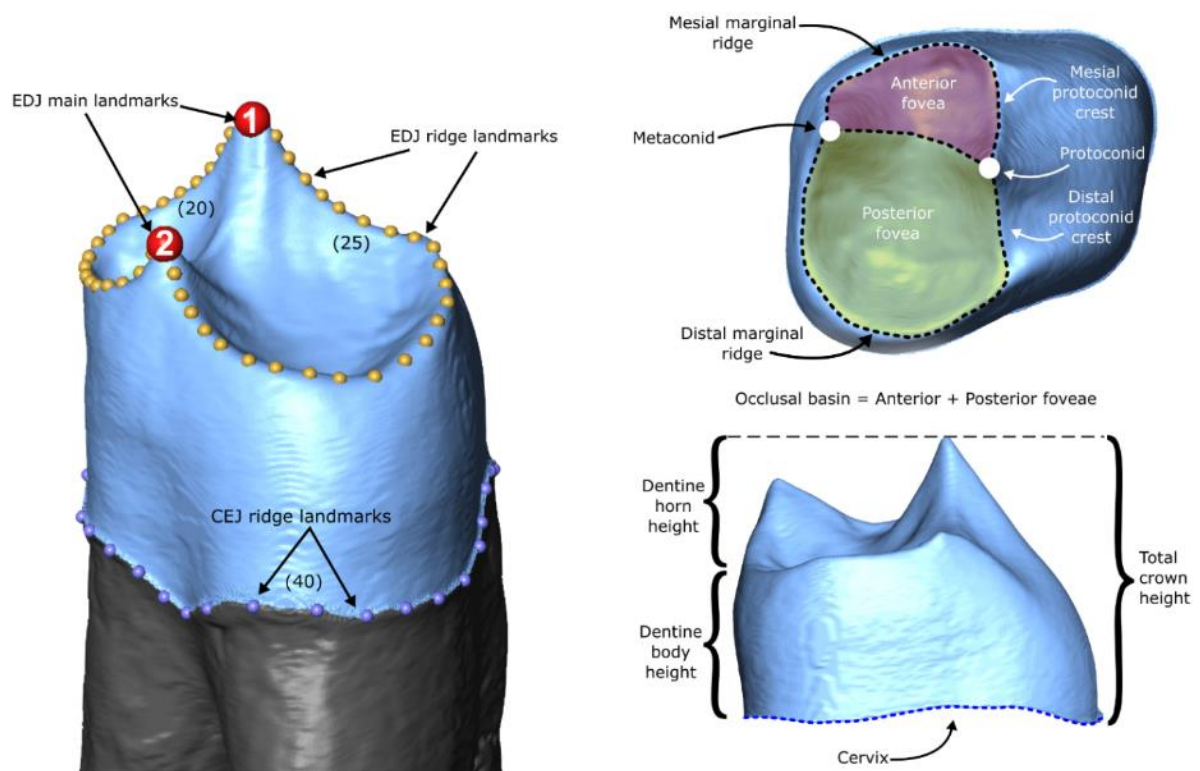 EDJ main landmarks
1
EDJ ridge landmarks
(20)
2
(25)
CEJ ridge landmarks
(40)
Mesial marginal
ridge
Anterior
fovea
Mesial
protoconid
crest
Metaconid
Protoconid
Posterior
fovea
Distal
protoconid
crest
Distal marginal
ridge
Occlusal basin = Anterior + Posterior foveae
Dentine
horn
height
Total
crown
height
Dentine
body
height
Cervix